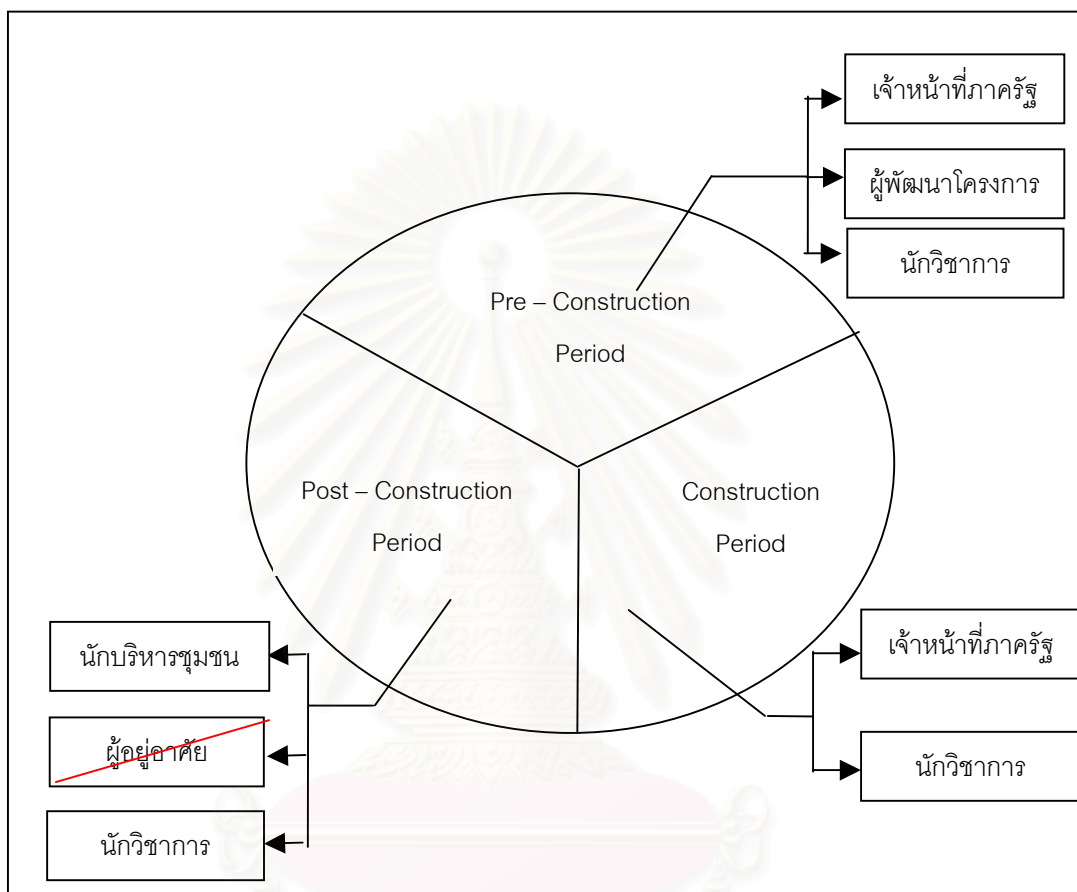 เจ้าหน้าที่ภาครัฐ
ผู้พัฒนาโครงการ
นักวิชาการ
Pre – Construction
Period
Post – Construction
Period
Construction
Period
นักบริหารชุมชน
ผู้อยู่อาศัย
นักวิชาการ
เจ้าหน้าที่ภาครัฐ
นักวิชาการ